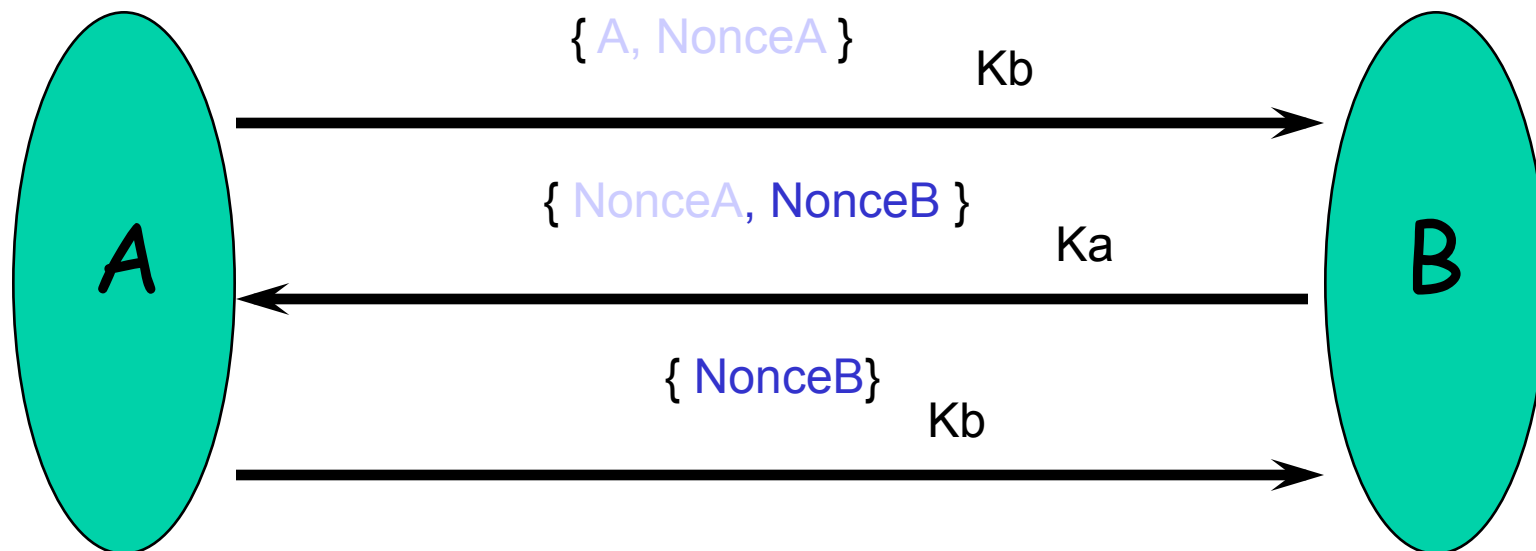 { A, NonceA }
Kb
{ NonceA, NonceB }
Ka
A
B
{ NonceB}
Kb